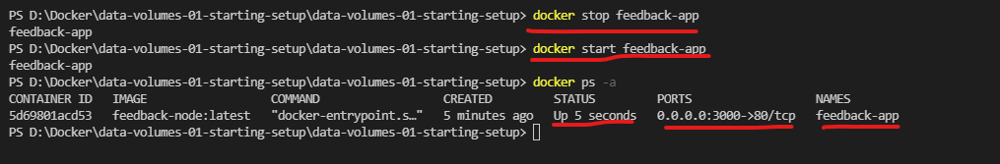 PS D:\Docker\data-volumes-01-starting-setup\data-volumes-01-starting-setup> docker stop feedback-app
feedback-app
PS D:\Docker\data-volumes-01-starting-setup\data-volumes-01-starting-setup> docker start feedback-app
feedback-app
PS D:\Docker\data-volumes-01-starting-setup\data-volumes-01-starting-setup> docker ps -a
CONTAINER ID   IMAGE                  COMMAND                  CREATED         STATUS         PORTS                  NAMES
5d69801acd53   feedback-node:latest   "docker-entrypoint.s…"   5 minutes ago   Up 5 seconds   0.0.0.0:3000->80/tcp   feedback-app
PS D:\Docker\data-volumes-01-starting-setup\data-volumes-01-starting-setup>